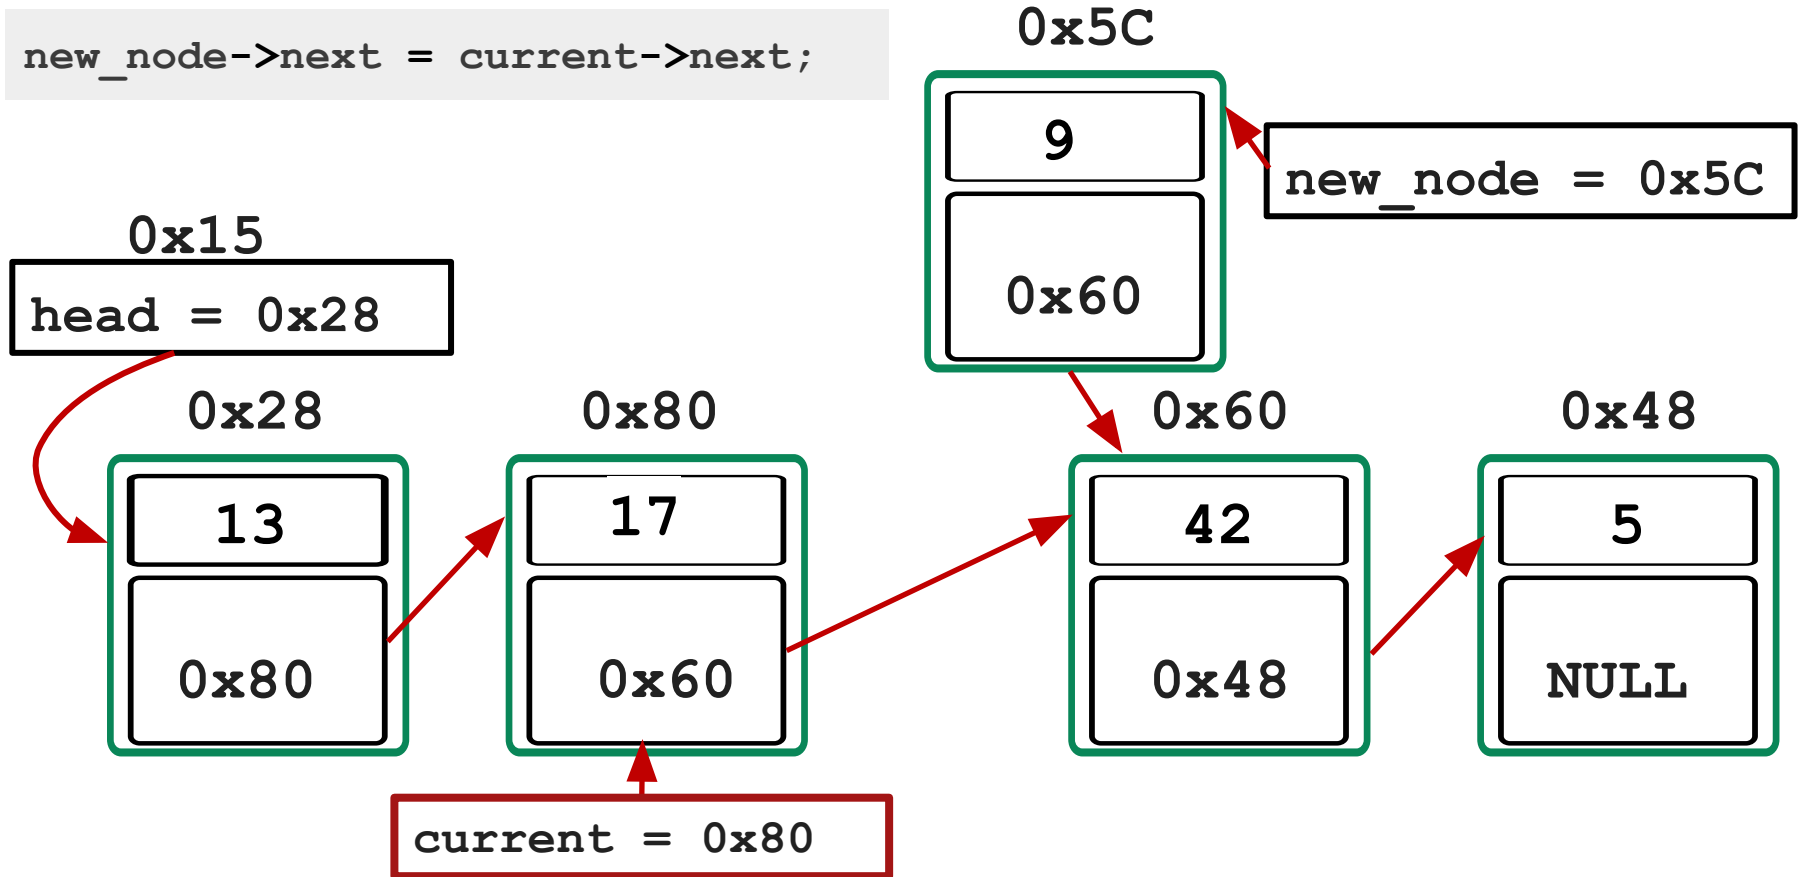 new_node->next = current->next;
0x5C
9
new_node = 0x5C
0x60
0x15
head = 0x28
0x28
0x80
0x60
0x48
13
17
42
5
0x80
0x60
0x48
NULL
current = 0x80